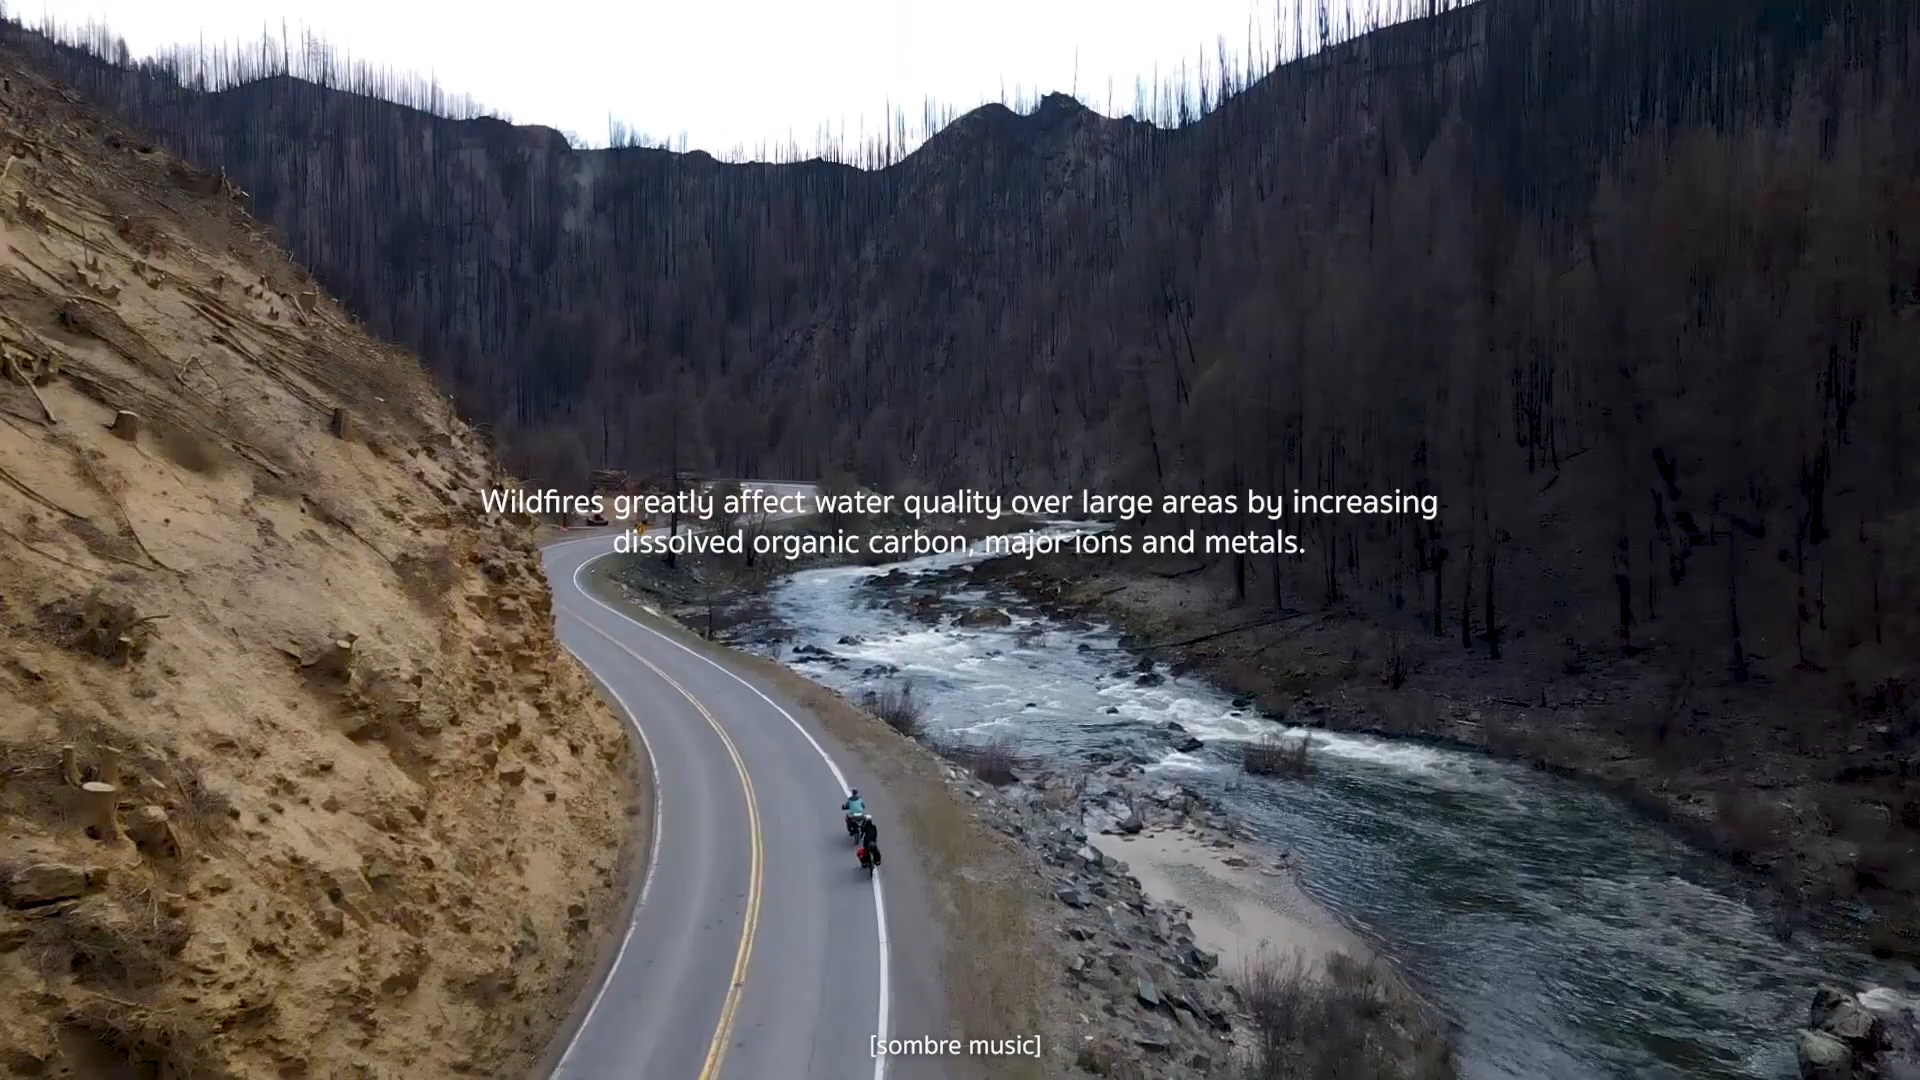 Wildfires greatly affect water quality over large areas by increasing
dissolved organic carbon, major ions and metals.
[sombre music]